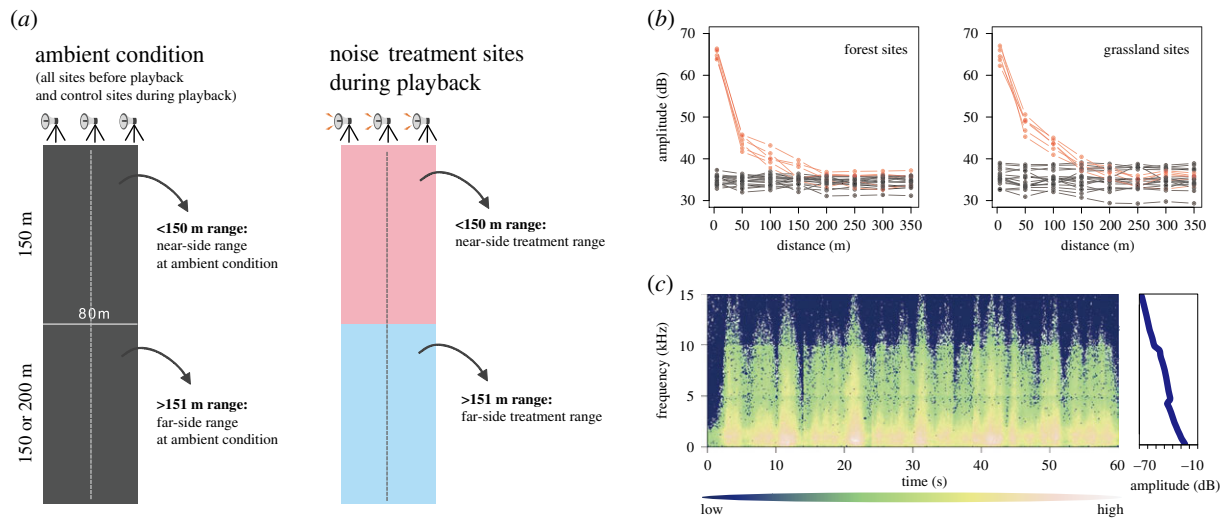 (a)
ambient condition
(all sites before playback
and control sites during playback)
noise treatment sites
during playback
150 m
<150 m range:
near-side range
at ambient condition
<150 m range:
near-side treatment range
80m
150 or 200 m
>151 m range:
far-side range
at ambient condition
>151 m range:
far-side treatment range
(b)
amplitude (dB)
70
60
50
40
30
forest sites
0 50 100 150 200 250 300 350
distance (m)
70
60
50
40
30
grassland sites
0 50 100 150 200 250 300 350
distance (m)
(c)
frequency (kHz)
15
10
5
0
0 10 20 30 40 50 60
time (s)
low high
–70 –10
amplitude (dB)